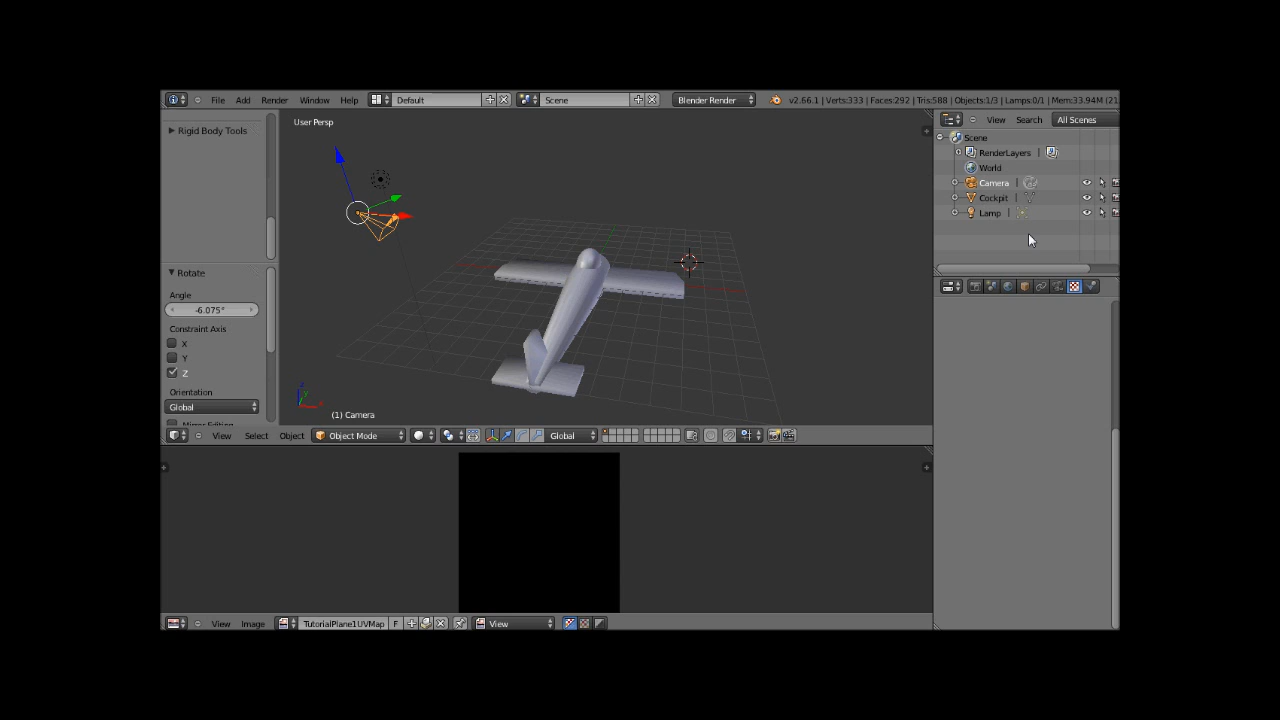 File Add Render Window Help Default Scene Blender Render v2.66.1 | Verts:333 | Faces:292 | Tris:588 | Objects:1/3 | Lamps:0/1 | Mem:33.94M (21
View Search All Scenes
Rigid Body Tools
User Persp
Scene
RenderLayers |
World
Camera |
Cockpit |
Lamp |
Rotate
Angle
-6.075°
Constraint Axis
X
Y
Z
Orientation
Global
(1) Camera
View Select Object Object Mode Global
View Image TutorialPlane1UVMap F View